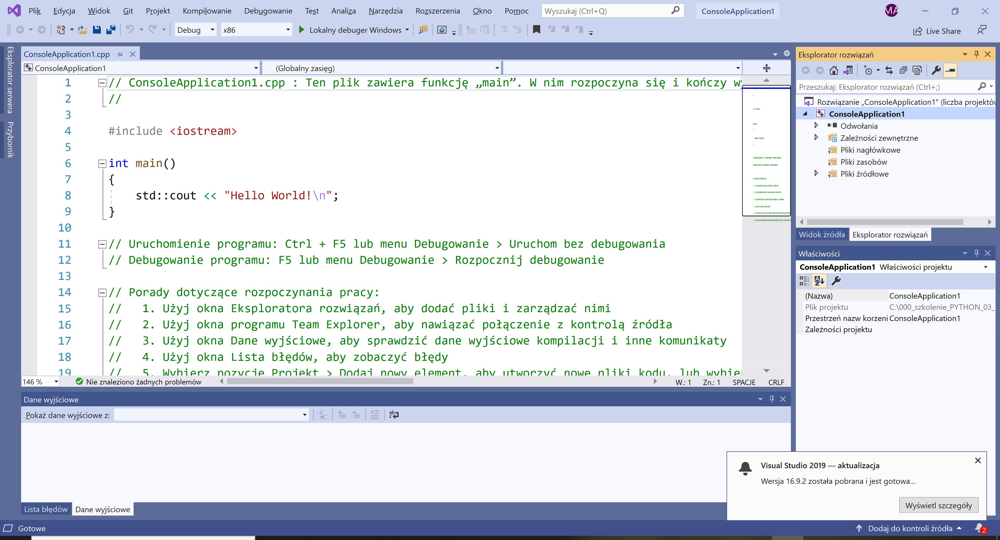 Plik Edycja Widok Git Projekt Kompilowanie Debugowanie Test Analiza Narzędzia Rozszerzenia Okno Pomoc Wyszukaj (Ctrl+Q) ConsoleApplication1 MA
Debug x86 Lokalny debuger Windows Live Share
Eksplorator serwera
Przybornik
ConsoleApplication1.cpp
ConsoleApplication1 (Globalny zasięg)
1 // ConsoleApplication1.cpp : Ten plik zawiera funkcję „main”. W nim rozpoczyna się i kończy wy
2 //
3
4 #include <iostream>
5
6 int main()
7 {
8 std::cout << "Hello World!\n";
9 }
10
11 // Uruchomienie programu: Ctrl + F5 lub menu Debugowanie > Uruchom bez debugowania
12 // Debugowanie programu: F5 lub menu Debugowanie > Rozpocznij debugowanie
13
14 // Porady dotyczące rozpoczynania pracy:
15 // 1. Użyj okna Eksploratora rozwiązań, aby dodać pliki i zarządzać nimi
16 // 2. Użyj okna programu Team Explorer, aby nawiązać połączenie z kontrolą źródła
17 // 3. Użyj okna Dane wyjściowe, aby sprawdzić dane wyjściowe kompilacji i inne komunikaty
18 // 4. Użyj okna Lista błędów, aby zobaczyć błędy
19 // 5. Wybierz pozycję Projekt > Dodaj nowy element, aby utworzyć nowe pliki kodu, lub wybier
146 % Nie znaleziono żadnych problemów W.: 1 Zn.: 1 SPACJE CRLF
Dane wyjściowe
Pokaż dane wyjściowe z:
Lista błędów Dane wyjściowe
Eksplorator rozwiązań
Przeszukaj: Eksplorator rozwiązań (Ctrl+;)
Rozwiązanie „ConsoleApplication1” (liczba projektów
ConsoleApplication1
Odwołania
Zależności zewnętrzne
Pliki nagłówkowe
Pliki zasobów
Pliki źródłowe
Widok źródła Eksplorator rozwiązań
Właściwości
ConsoleApplication1 Właściwości projektu
(Nazwa) ConsoleApplication1
Plik projektu C:\000_szkolenie_PYTHON_03_
Przestrzeń nazw korzeni ConsoleApplication1
Zależności projektu
Visual Studio 2019 — aktualizacja
Wersja 16.9.2 została pobrana i jest gotowa...
Wyświetl szczegóły
Gotowe Dodaj do kontroli źródła 2